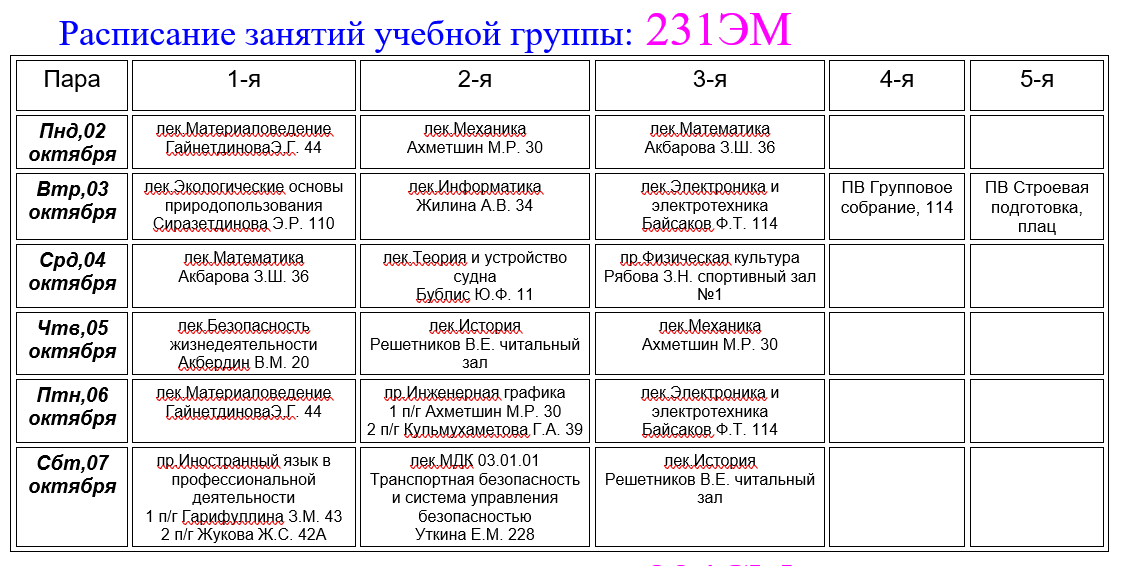 Расписание занятий учебной группы: 231ЭМ
Пара 1-я 2-я 3-я 4-я 5-я
Пнд,02
октября
лек.Материаловедение
ГайнетдиноваЭ.Г. 44
лек.Механика
Ахметшин М.Р. 30
лек.Математика
Акбарова З.Ш. 36
Втр,03
октября
лек.Экологические основы
природопользования
Сиразетдинова Э.Р. 110
лек.Информатика
Жилина А.В. 34
лек.Электроника и
электротехника
Байсаков Ф.Т. 114
ПВ Групповое
собрание, 114
ПВ Строевая
подготовка,
плац
Срд,04
октября
лек.Математика
Акбарова З.Ш. 36
лек.Теория и устройство
судна
Бублис Ю.Ф. 11
пр.Физическая культура
Рябова З.Н. спортивный зал
№1
Чтв,05
октября
лек.Безопасность
жизнедеятельности
Акбердин В.М. 20
лек.История
Решетников В.Е. читальный
зал
лек.Механика
Ахметшин М.Р. 30
Птн,06
октября
лек.Материаловедение
ГайнетдиноваЭ.Г. 44
пр.Инженерная графика
1 п/г Ахметшин М.Р. 30
2 п/г Кульмухаметова Г.А. 39
лек.Электроника и
электротехника
Байсаков Ф.Т. 114
Сбт,07
октября
пр.Иностранный язык в
профессиональной
деятельности
1 п/г Гарифуллина З.М. 43
2 п/г Жукова Ж.С. 42А
лек.МДК 03.01.01
Транспортная безопасность
и система управления
безопасностью
Уткина Е.М. 228
лек.История
Решетников В.Е. читальный
зал